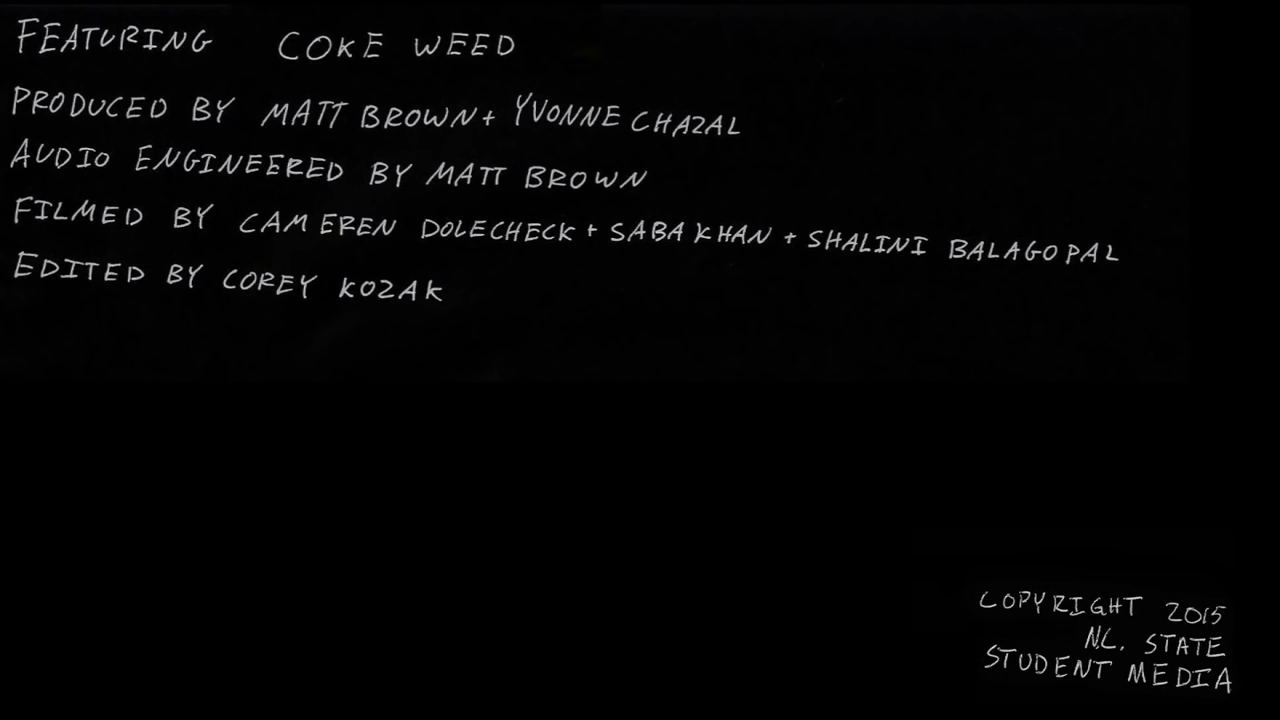 FEATURING COKE WEED
PRODUCED BY MATT BROWN + YVONNE CHAZAL
AUDIO ENGINEERED BY MATT BROWN
FILMED BY CAMEREN DOLECHECK + SABA KHAN + SHALINI BALAGOPAL
EDITED BY COREY KOZAK
COPYRIGHT 2015
N.C. STATE
STUDENT MEDIA